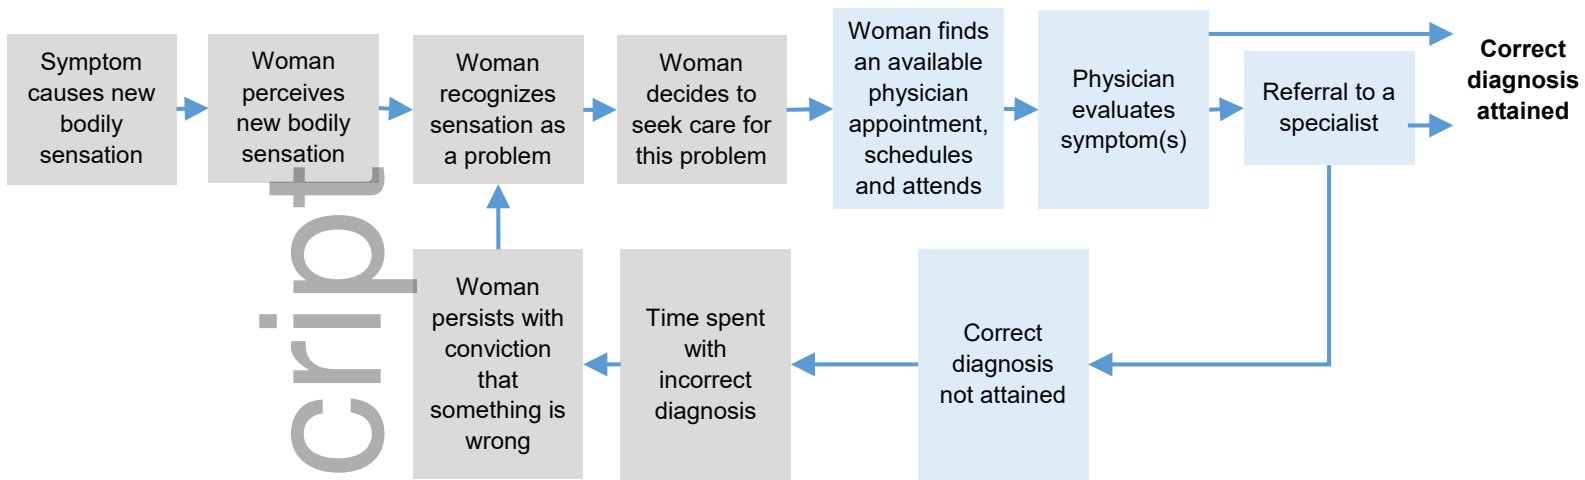 Symptom
causes new
bodily
sensation
Woman
perceives
new bodily
sensation
Woman
recognizes
sensation as
a problem
Woman
decides to
seek care for
this problem
Woman finds
an available
physician
appointment,
schedules
and attends
Physician
evaluates
symptom(s)
Referral to a
specialist
Correct
diagnosis
attained
Woman
persists with
conviction
that
something is
wrong
Time spent
with
incorrect
diagnosis
Correct
diagnosis
not attained
cript